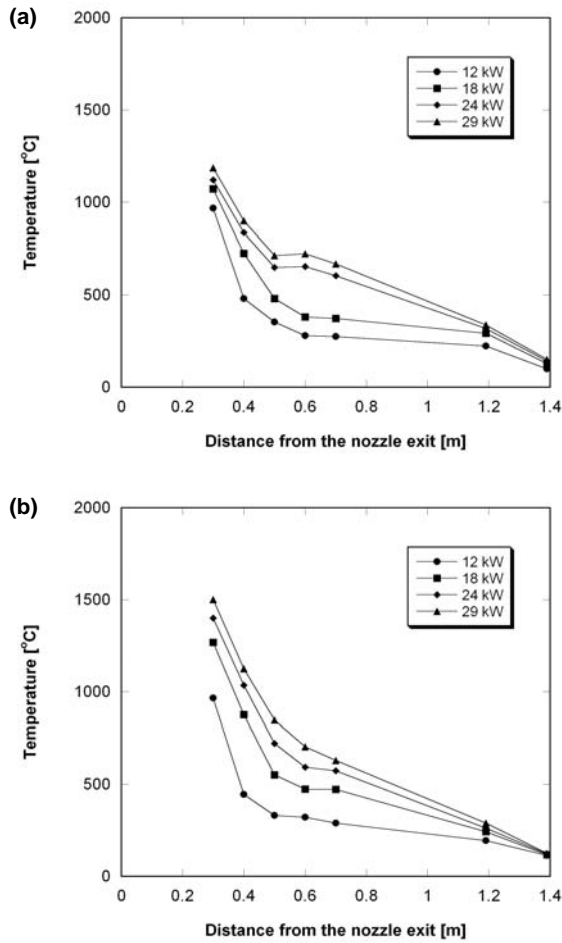 (a)
2000
12 kW
18 kW
24 kW
29 kW
1500
Temperature [°C]
1000
500
0
0 0.2 0.4 0.6 0.8 1 1.2 1.4
Distance from the nozzle exit [m]
(b)
2000
12 kW
18 kW
24 kW
29 kW
1500
Temperature [°C]
1000
500
0
0 0.2 0.4 0.6 0.8 1 1.2 1.4
Distance from the nozzle exit [m]